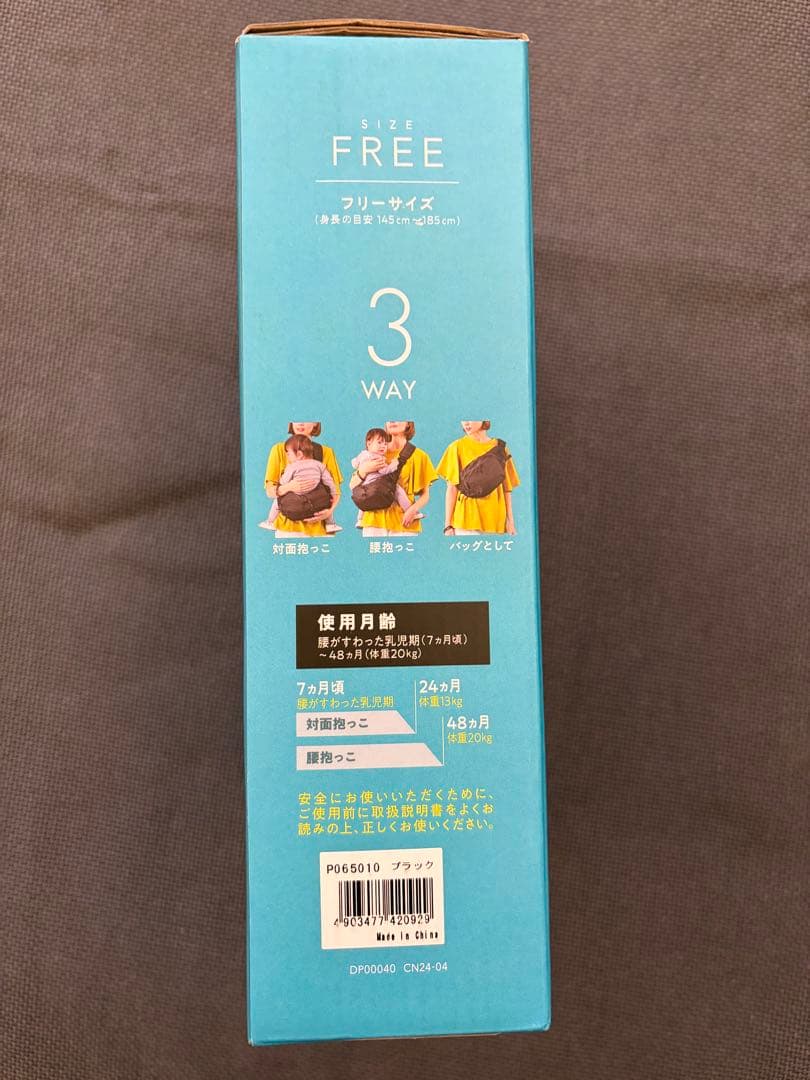 SIZE
FREE
フリーサイズ
(身長の目安 145cm〜185cm)
3
WAY
対面抱っこ 腰抱っこ バッグとして
使用月齢
腰がすわった乳児期(7ヵ月頃)
〜48ヵ月(体重20kg)
7ヵ月頃 24ヵ月
腰がすわった乳児期 体重13kg
対面抱っこ 48ヵ月
体重20kg
腰抱っこ
安全にお使いいただくために、
ご使用前に取扱説明書をよくお
読みの上、正しくお使いください。
P065010 ブラック
4903477420929
Made in China
DP00040 CN24-04